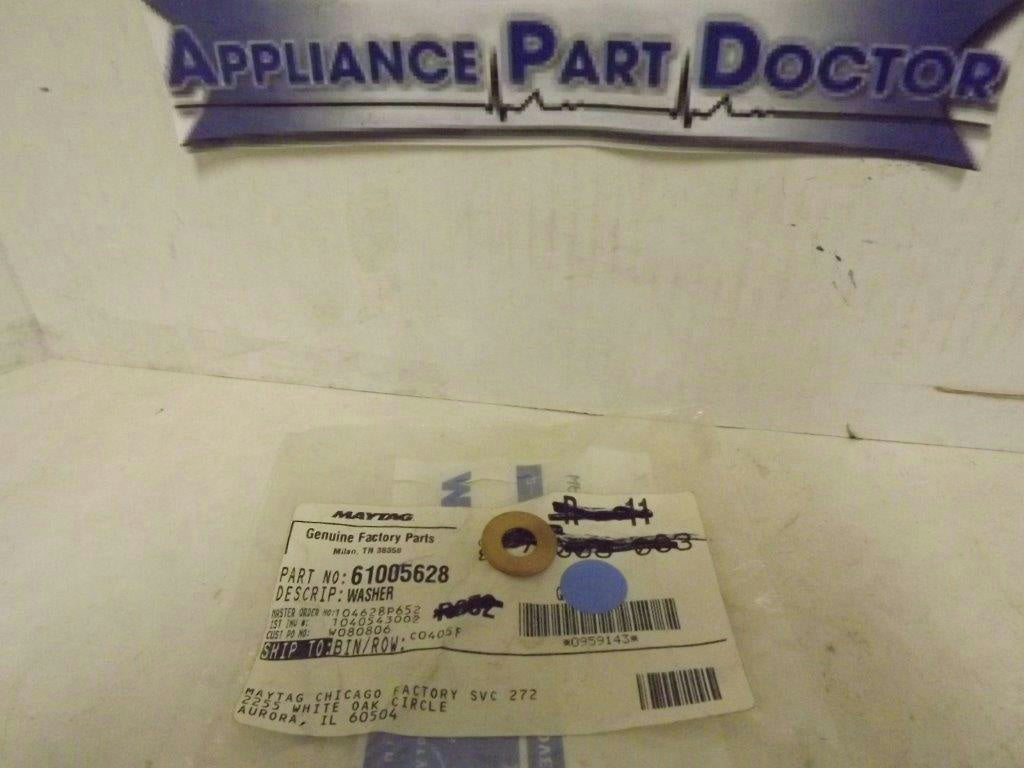 APPLIANCE PART DOCTOR
W
MAYTAG
Genuine Factory Parts
Milan, TN 38358
PART NO: 61005628
DESCRIP: WASHER
MASTER ORDER NO: 104628P652
1ST INV #: 1040543002
CUST PO NO: W080806
SHIP TO: BIN/ROW: C0405F
*0959143*
MAYTAG CHICAGO FACTORY SVC 272
2255 WHITE OAK CIRCLE
AURORA, IL 60504